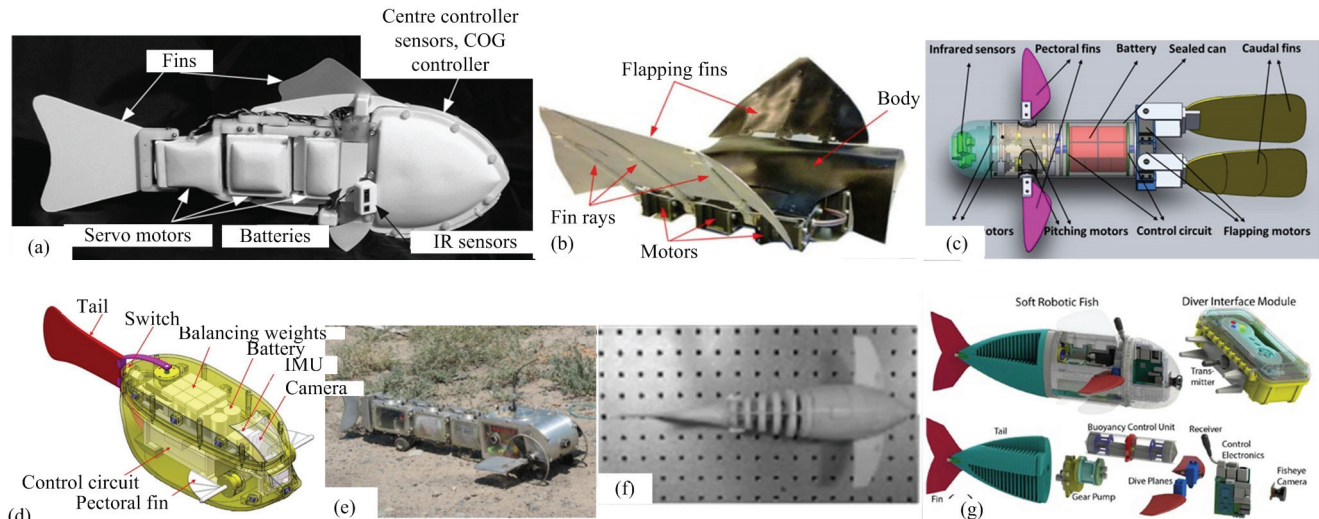 Fins
Centre controller
sensors, COG
controller
Servo motors
Batteries
IR sensors
(a)
Flapping fins
Body
Fin rays
Motors
(b)
Infrared sensors
Pectoral fins
Battery
Sealed can
Caudal fins
otors
Pitching motors
Control circuit
Flapping motors
(c)
Tail
Switch
Balancing weights
Battery
IMU
Camera
Control circuit
Pectoral fin
(d)
(e)
(f)
Soft Robotic Fish
Diver Interface Module
Trans-
mitter
Tail
Buoyancy Control Unit
Receiver
Control
Electronics
Fisheye
Camera
Dive Planes
Gear Pump
Fin
(g)